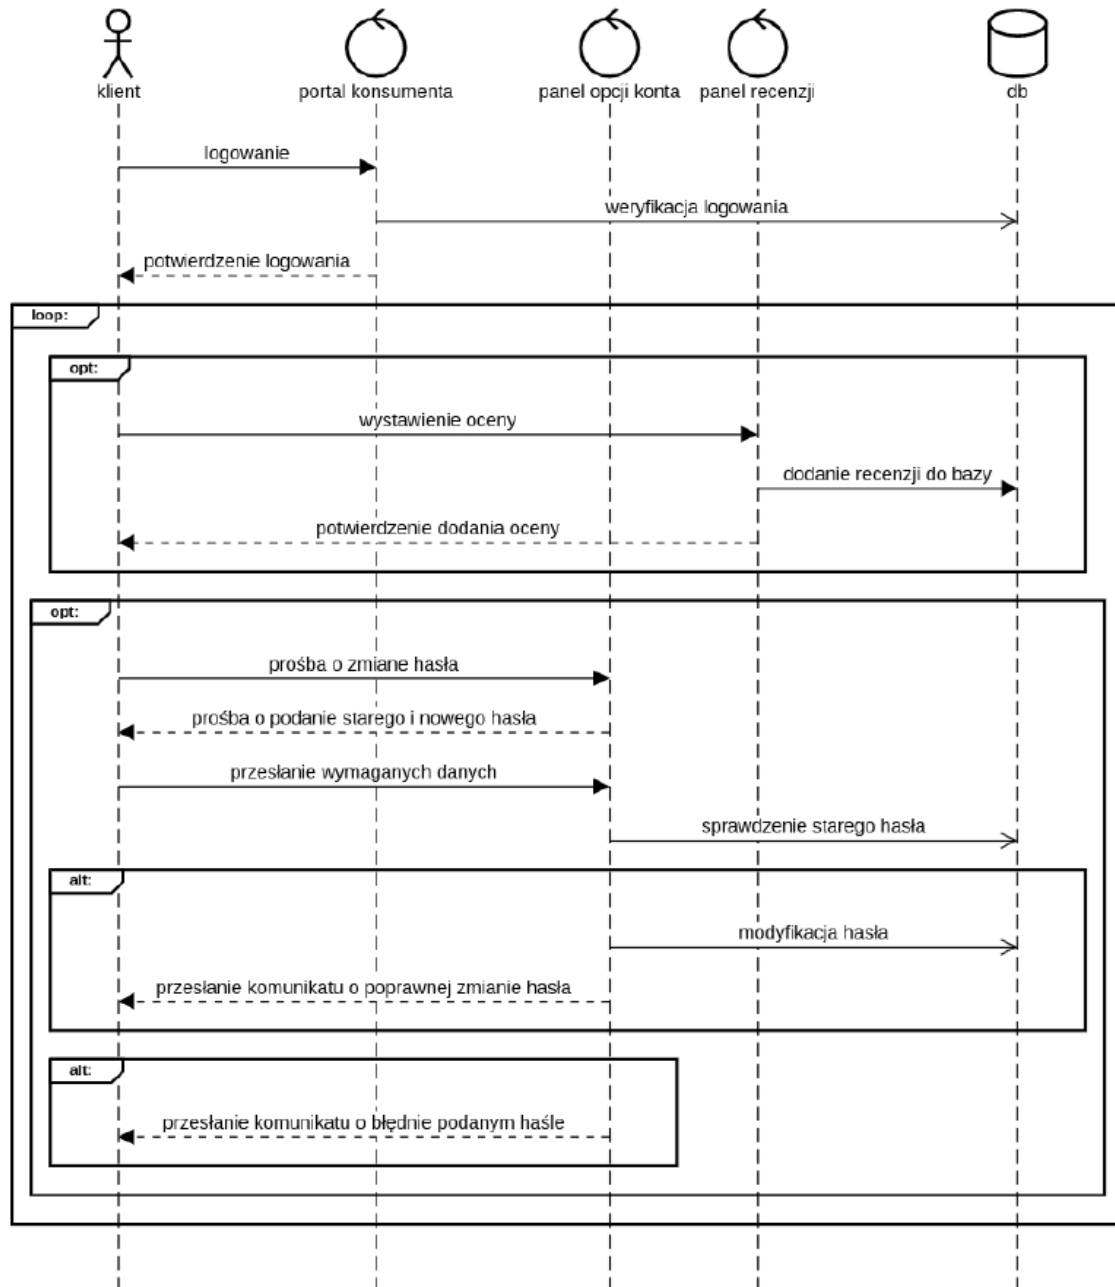 klient
portal konsumenta
panel opcji konta
panel recenzji
db
logowanie
weryfikacja logowania
potwierdzenie logowania
loop:
opt:
wystawienie oceny
dodanie recenzji do bazy
potwierdzenie dodania oceny
opt:
prośba o zmiane hasła
prośba o podanie starego i nowego hasła
przesłanie wymaganych danych
sprawdzenie starego hasła
alt:
modyfikacja hasła
przesłanie komunikatu o poprawnej zmianie hasła
alt:
przesłanie komunikatu o błędnie podanym haśle